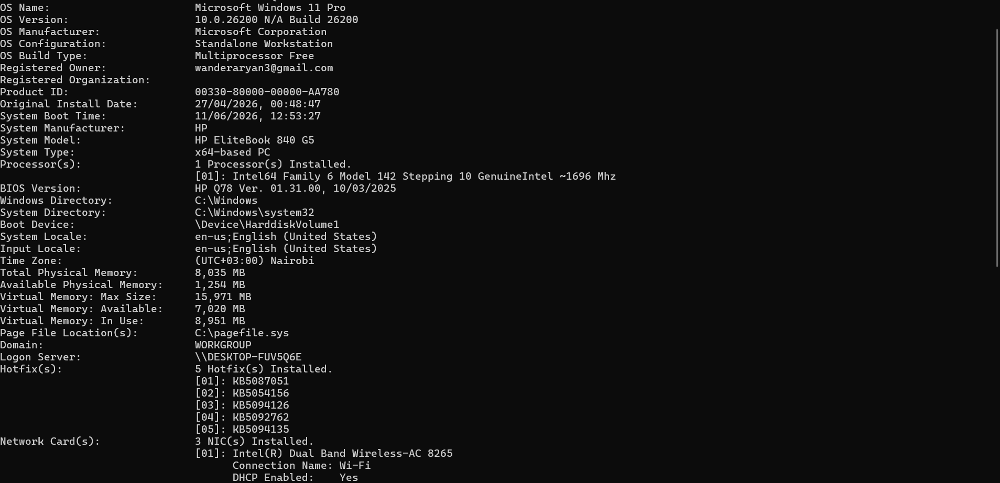 OS Name: Microsoft Windows 11 Pro
OS Version: 10.0.26200 N/A Build 26200
OS Manufacturer: Microsoft Corporation
OS Configuration: Standalone Workstation
OS Build Type: Multiprocessor Free
Registered Owner: wanderaryan3@gmail.com
Registered Organization:
Product ID: 00330-80000-00000-AA780
Original Install Date: 27/04/2026, 00:48:47
System Boot Time: 11/06/2026, 12:53:27
System Manufacturer: HP
System Model: HP EliteBook 840 G5
System Type: x64-based PC
Processor(s): 1 Processor(s) Installed.
[01]: Intel64 Family 6 Model 142 Stepping 10 GenuineIntel ~1696 Mhz
BIOS Version: HP Q78 Ver. 01.31.00, 10/03/2025
Windows Directory: C:\Windows
System Directory: C:\Windows\system32
Boot Device: \Device\HarddiskVolume1
System Locale: en-us;English (United States)
Input Locale: en-us;English (United States)
Time Zone: (UTC+03:00) Nairobi
Total Physical Memory: 8,035 MB
Available Physical Memory: 1,254 MB
Virtual Memory: Max Size: 15,971 MB
Virtual Memory: Available: 7,020 MB
Virtual Memory: In Use: 8,951 MB
Page File Location(s): C:\pagefile.sys
Domain: WORKGROUP
Logon Server: \\DESKTOP-FUV5Q6E
Hotfix(s): 5 Hotfix(s) Installed.
[01]: KB5087051
[02]: KB5054156
[03]: KB5094126
[04]: KB5092762
[05]: KB5094135
Network Card(s): 3 NIC(s) Installed.
[01]: Intel(R) Dual Band Wireless-AC 8265
Connection Name: Wi-Fi
DHCP Enabled: Yes